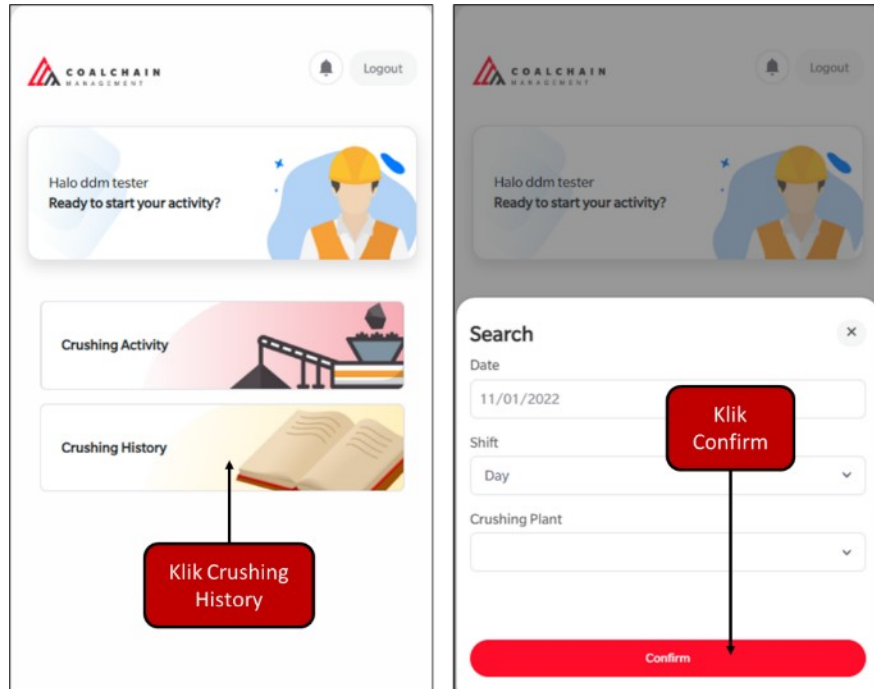 COALCHAIN
MANAGEMENT
Logout
Halo ddm tester
Ready to start your activity?
Crushing Activity
Crushing History
Klik Crushing
History
COALCHAIN
MANAGEMENT
Logout
Halo ddm tester
Ready to start your activity?
Search
Date
11/01/2022
Klik
Confirm
Shift
Day
Crushing Plant
Confirm